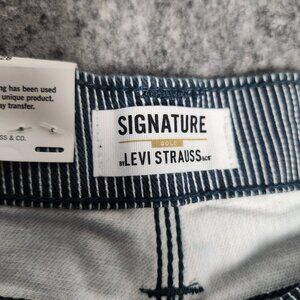 ng has been used
unique product.
ay transfer.
SS & CO.
SIGNATURE
GOLD
BY LEVI STRAUSS & CO.